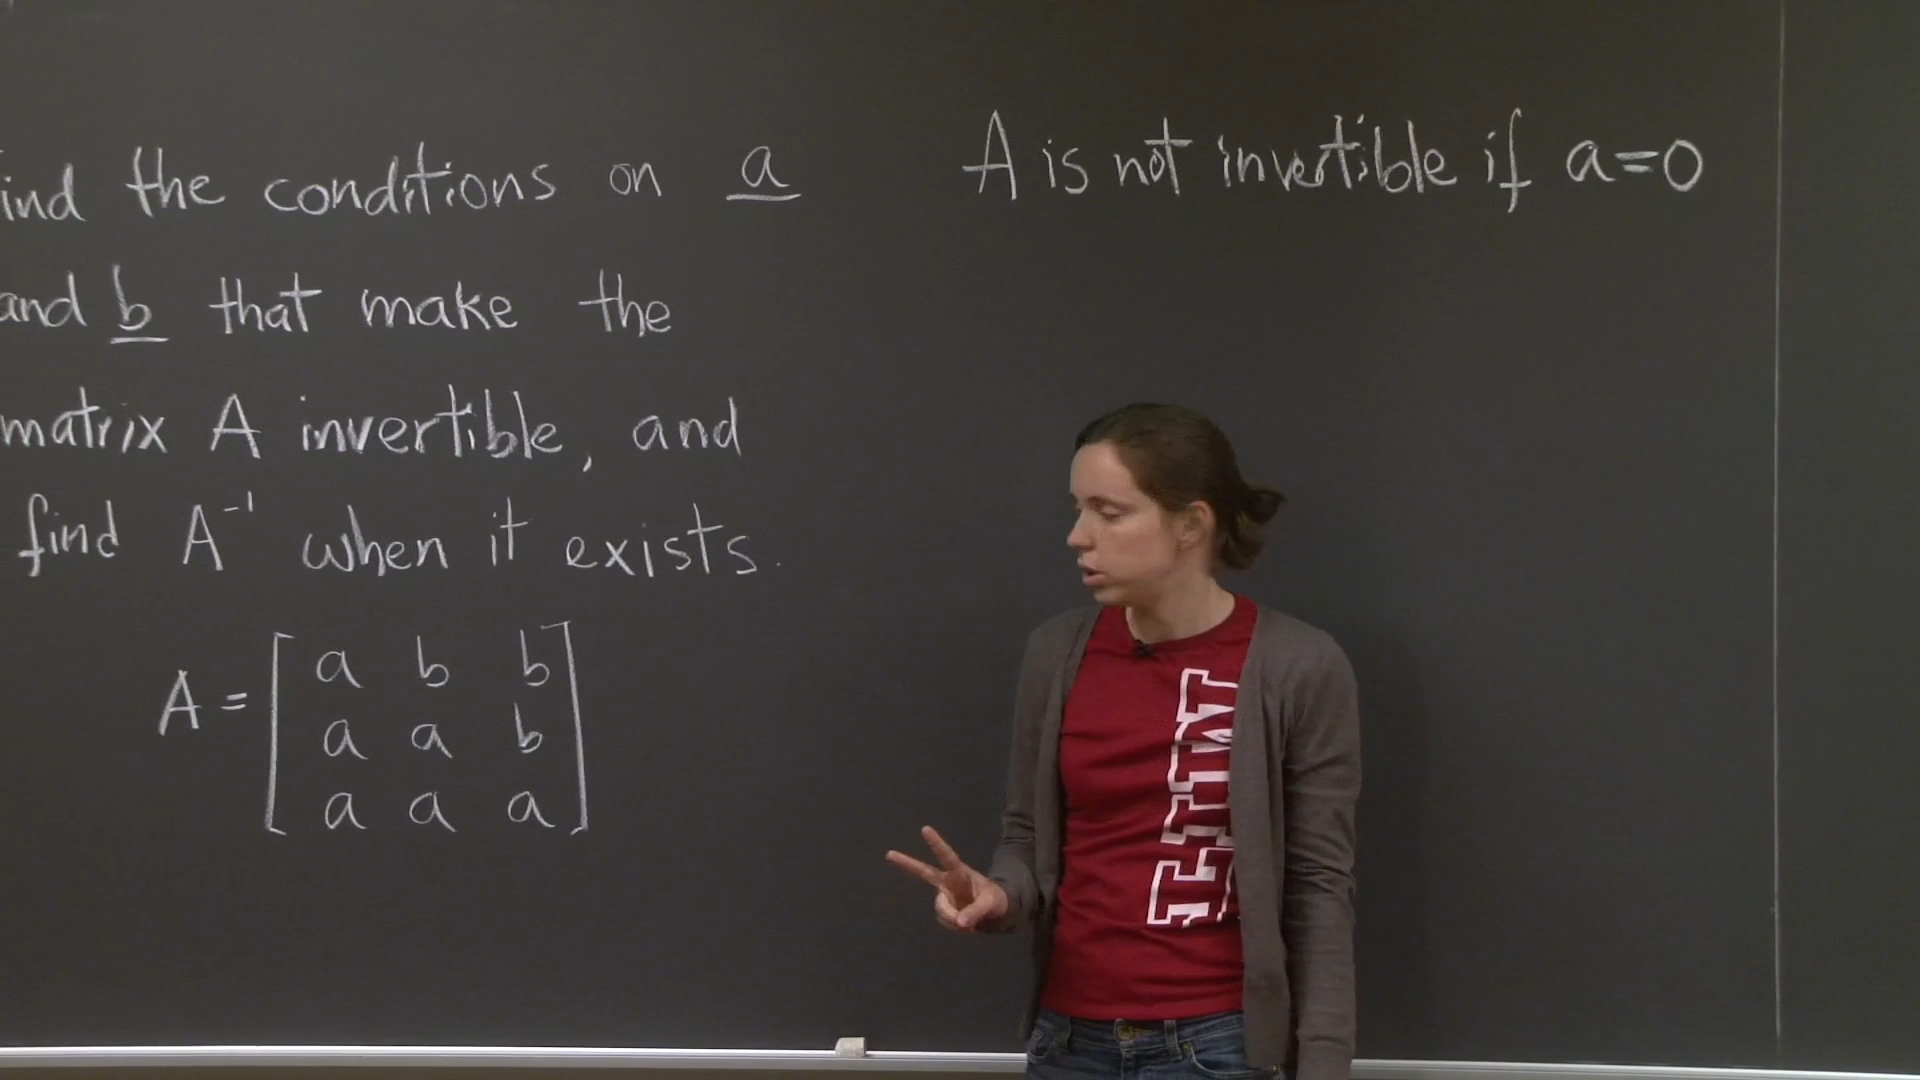 ind the conditions on a
and b that make the
matrix A invertible, and
find A⁻¹ when it exists.
A = [ a b b
a a b
a a a ]
A is not invertible if a=0